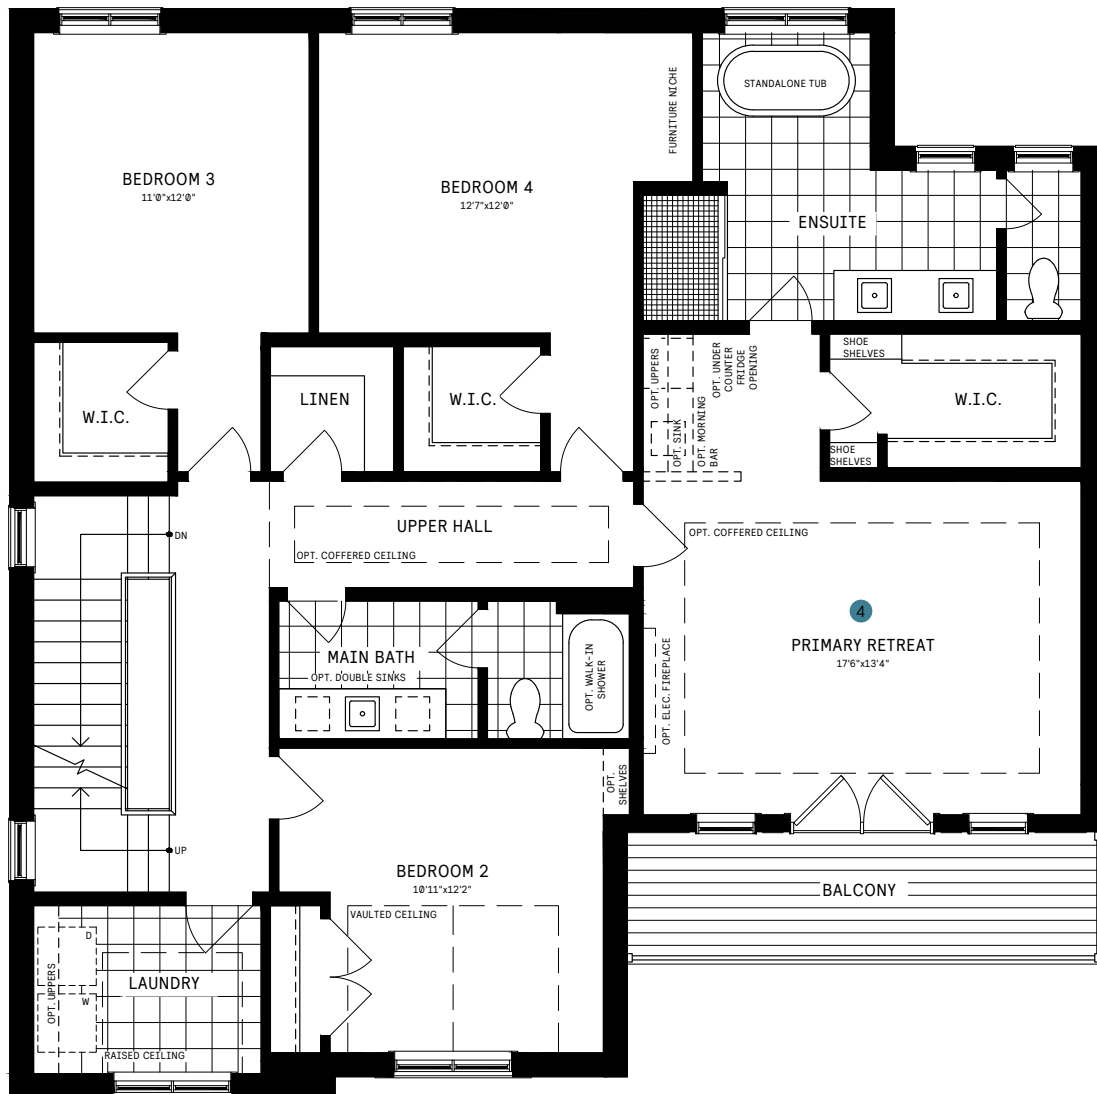 STANDALONE TUB
FURNITURE NICHE
BEDROOM 3
11'0"x12'0"
BEDROOM 4
12'7"x12'0"
ENSUITE
SHOE
SHELVES
OPT. UPPERS
OPT. UNDER
COUNTER
FRIDGE
OPENING
W.I.C.
LINEN
W.I.C.
W.I.C.
OPT. SINK
OPT. MORNING
BAR
SHOE
SHELVES
DN
UPPER HALL
OPT. COFFERED CEILING
OPT. COFFERED CEILING
4
PRIMARY RETREAT
17'6"x13'4"
MAIN BATH
OPT. DOUBLE SINKS
OPT. WALK-IN
SHOWER
OPT. ELEC. FIREPLACE
OPT.
SHELVES
UP
BEDROOM 2
10'11"x12'2"
VAULTED CEILING
BALCONY
D
OPT. UPPERS
LAUNDRY
W
RAISED CEILING